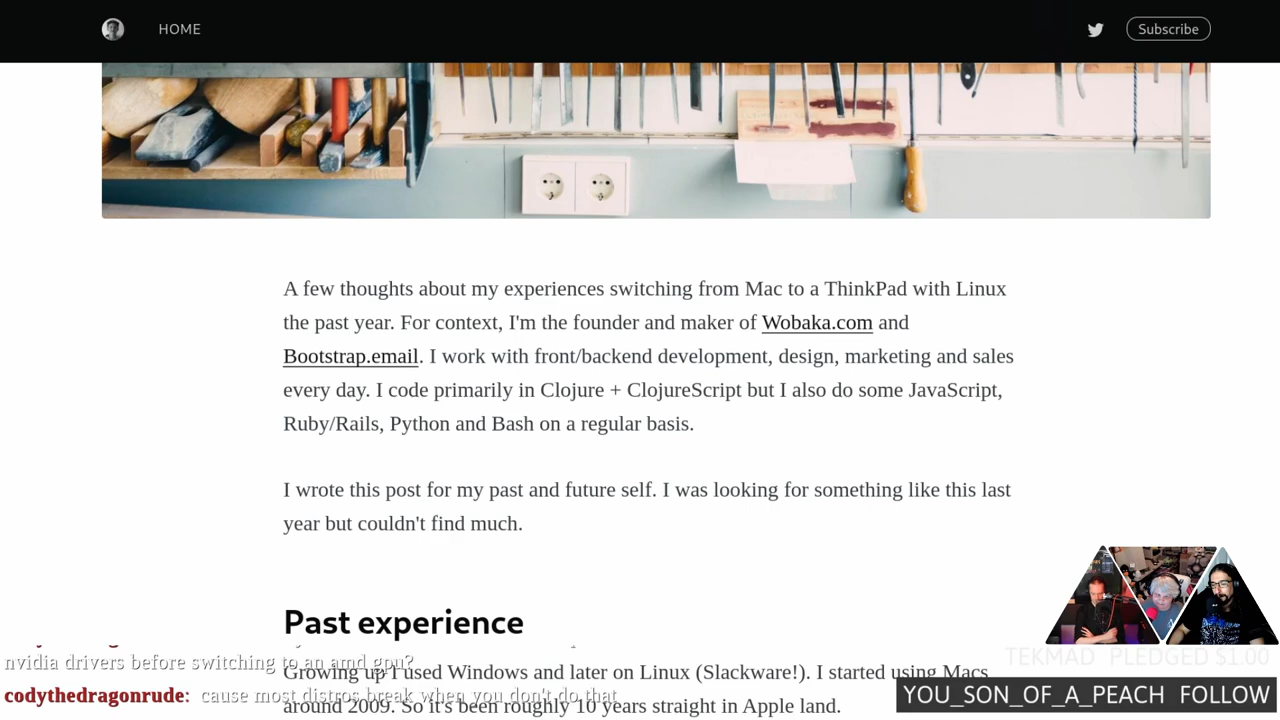 HOME
Subscribe
A few thoughts about my experiences switching from Mac to a ThinkPad with Linux
the past year. For context, I'm the founder and maker of Wobaka.com and
Bootstrap.email. I work with front/backend development, design, marketing and sales
every day. I code primarily in Clojure + ClojureScript but I also do some JavaScript,
Ruby/Rails, Python and Bash on a regular basis.
I wrote this post for my past and future self. I was looking for something like this last
year but couldn't find much.
Past experience
Growing up I used Windows and later on Linux (Slackware!). I started using Macs
around 2009. So it's been roughly 10 years straight in Apple land.
nvidia drivers before switching to an amd gpu?
codythedragonrude: cause most distros break when you don't do that
TEKMAD PLEDGED $1.00
YOU_SON_OF_A_PEACH FOLLOW